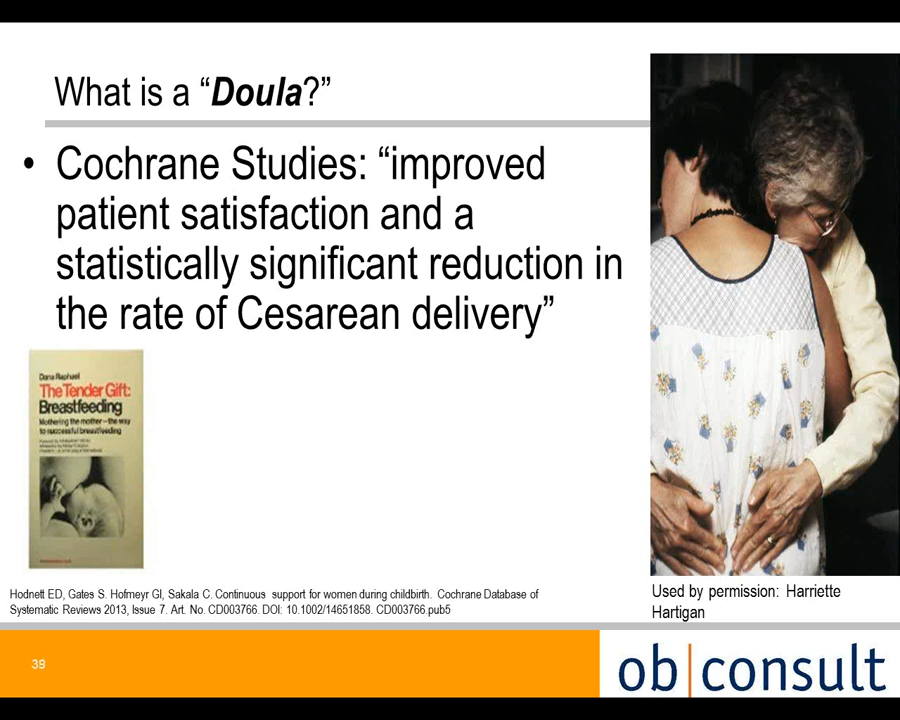 What is a “Doula?”
• Cochrane Studies: “improved
patient satisfaction and a
statistically significant reduction in
the rate of Cesarean delivery”
Dana Raphael
The Tender Gift:
Breastfeeding
Mothering the mother—the way
to successful breastfeeding
Hodnett ED, Gates S. Hofmeyr GI, Sakala C. Continuous support for women during childbirth. Cochrane Database of
Systematic Reviews 2013, Issue 7. Art. No. CD003766. DOI: 10.1002/14651858. CD003766.pub5
Used by permission: Harriette
Hartigan
39
ob|consult